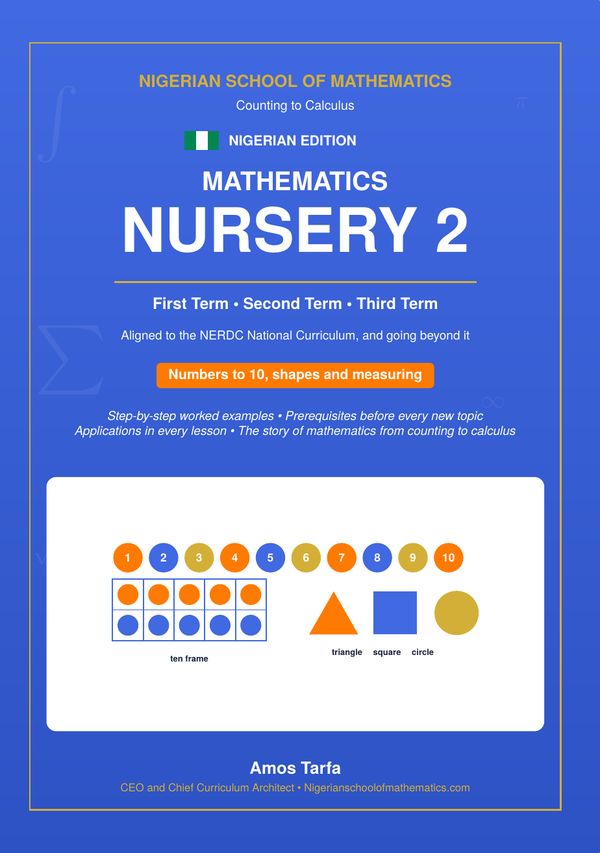 NIGERIAN SCHOOL OF MATHEMATICS
Counting to Calculus
NIGERIAN EDITION
MATHEMATICS
NURSERY 2
First Term • Second Term • Third Term
Aligned to the NERDC National Curriculum, and going beyond it
Numbers to 10, shapes and measuring
Step-by-step worked examples • Prerequisites before every new topic
Applications in every lesson • The story of mathematics from counting to calculus
1 2 3 4 5 6 7 8 9 10
ten frame
triangle square circle
Amos Tarfa
CEO and Chief Curriculum Architect • Nigerianschoolofmathematics.com